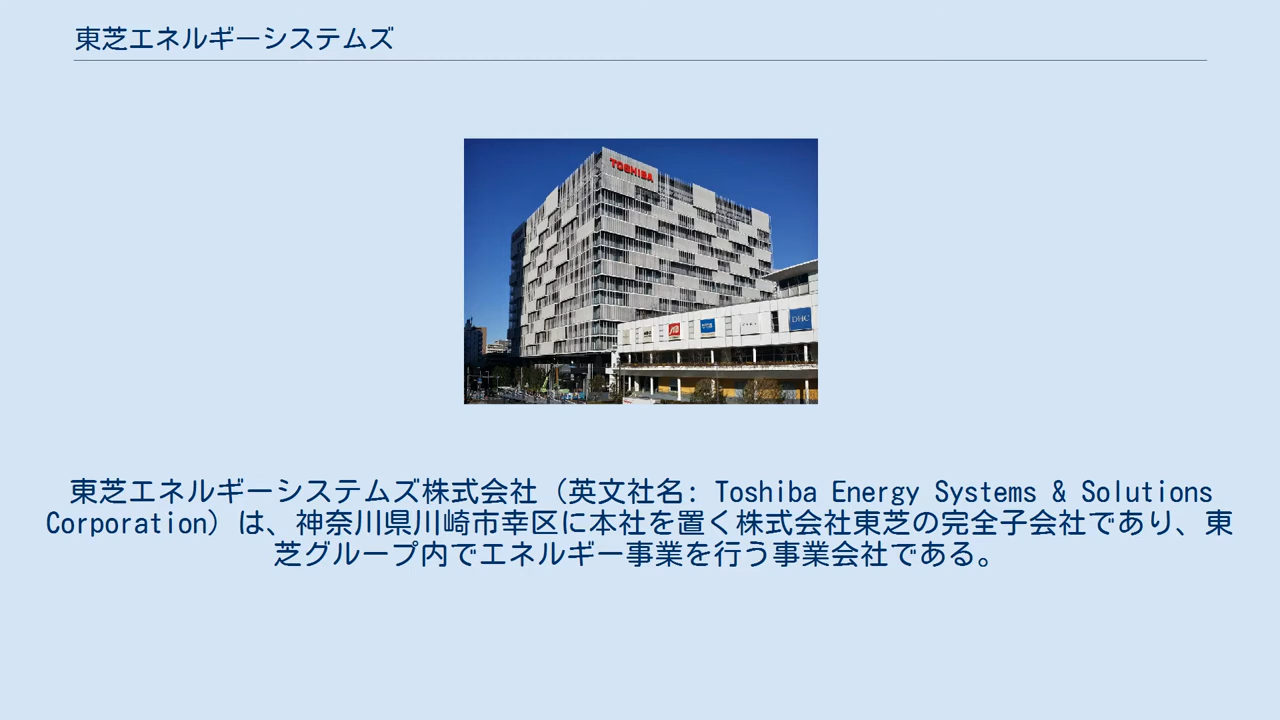 東芝エネルギーシステムズ
TOSHIBA
DHC
東芝エネルギーシステムズ株式会社（英文社名: Toshiba Energy Systems & Solutions
Corporation）は、神奈川県川崎市幸区に本社を置く株式会社東芝の完全子会社であり、東
芝グループ内でエネルギー事業を行う事業会社である。